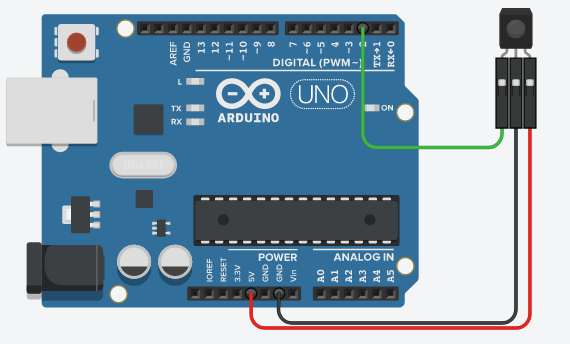 AREF
GND
13
12
~11
~10
~9
8
7
~6
~5
4
~3
TX→1
RX←0
DIGITAL (PWM~)
L
TX
RX
UNO
ON
ARDUINO
POWER
ANALOG IN
IOREF
RESET
3.3V
5V
GND
GND
Vin
A0
A1
A2
A3
A4
A5